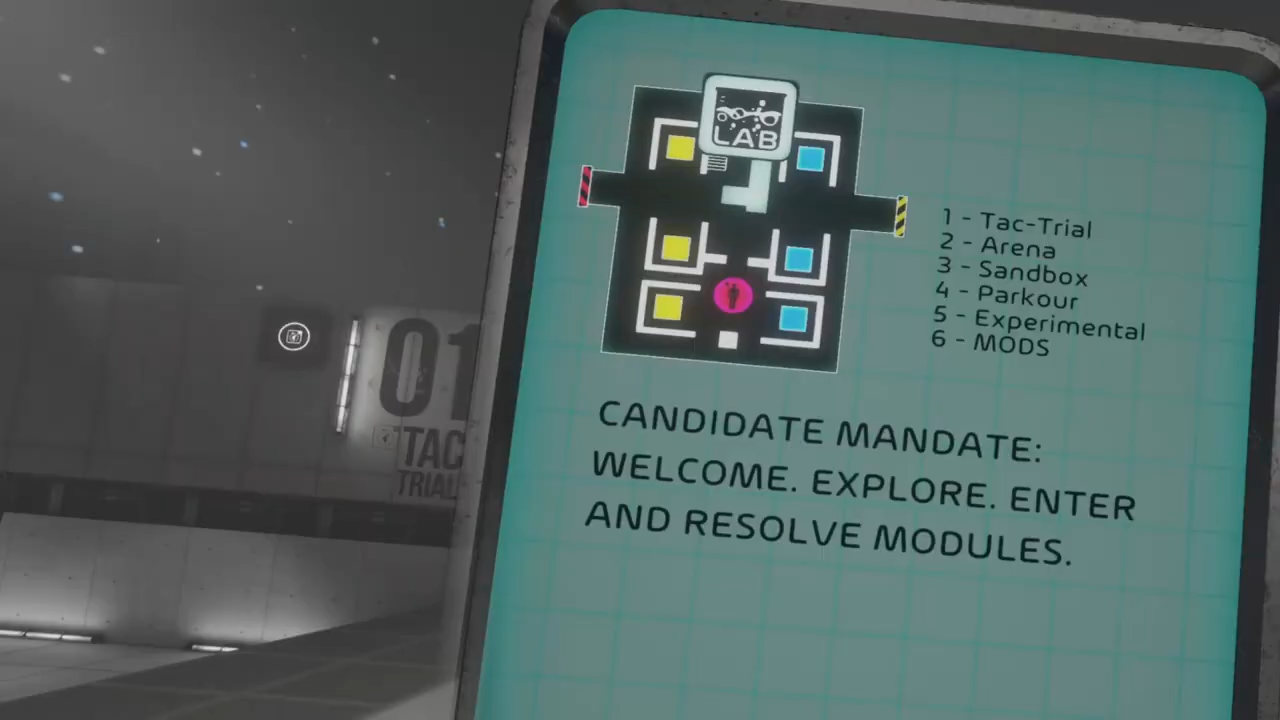 LAB
1 - Tac-Trial
2 - Arena
3 - Sandbox
4 - Parkour
5 - Experimental
6 - MODS
CANDIDATE MANDATE:
WELCOME. EXPLORE. ENTER
AND RESOLVE MODULES.
01
TAC
TRIAL